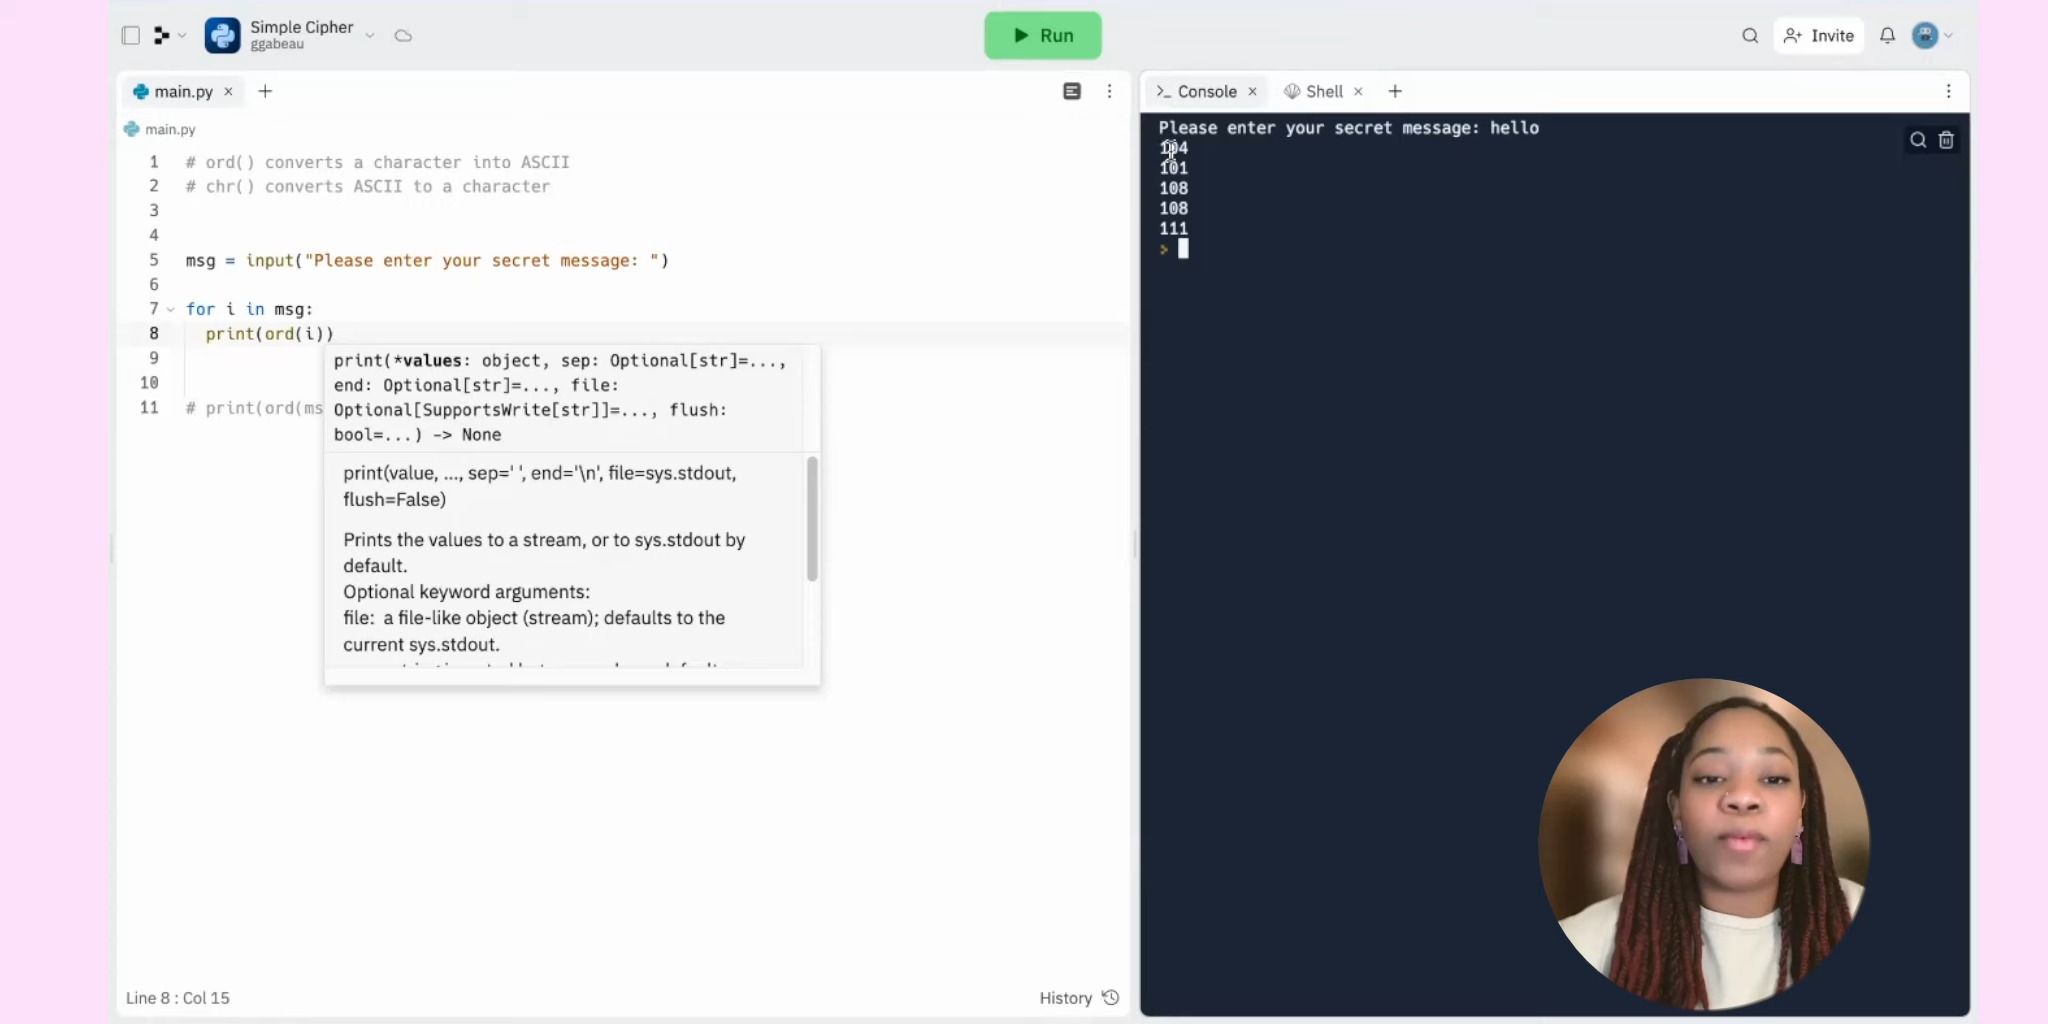 Simple Cipher
ggabeau
Run
Invite
main.py
main.py
1 # ord() converts a character into ASCII
2 # chr() converts ASCII to a character
3
4
5 msg = input("Please enter your secret message: ")
6
7 for i in msg:
8 print(ord(i))
9
10
11 # print(ord(ms
print(*values: object, sep: Optional[str]=...,
end: Optional[str]=..., file:
Optional[SupportsWrite[str]]=..., flush:
bool=...) -> None
print(value, ..., sep=' ', end='\n', file=sys.stdout,
flush=False)
Prints the values to a stream, or to sys.stdout by
default.
Optional keyword arguments:
file: a file-like object (stream); defaults to the
current sys.stdout.
Line 8 : Col 15
History
>_ Console
Shell
Please enter your secret message: hello
104
101
108
108
111
>